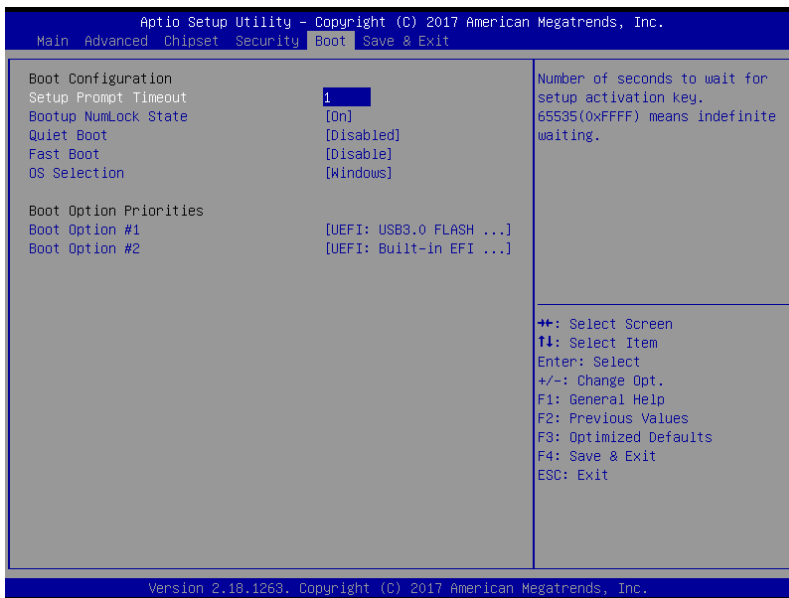 Aptio Setup Utility – Copyright (C) 2017 American Megatrends, Inc.
Main Advanced Chipset Security Boot Save & Exit
Boot Configuration
Setup Prompt Timeout 1
Bootup NumLock State [On]
Quiet Boot [Disabled]
Fast Boot [Disable]
OS Selection [Windows]
Boot Option Priorities
Boot Option #1 [UEFI: USB3.0 FLASH ...]
Boot Option #2 [UEFI: Built-in EFI ...]
Number of seconds to wait for
setup activation key.
65535(0xFFFF) means indefinite
waiting.
→←: Select Screen
↑↓: Select Item
Enter: Select
+/-: Change Opt.
F1: General Help
F2: Previous Values
F3: Optimized Defaults
F4: Save & Exit
ESC: Exit
Version 2.18.1263. Copyright (C) 2017 American Megatrends, Inc.